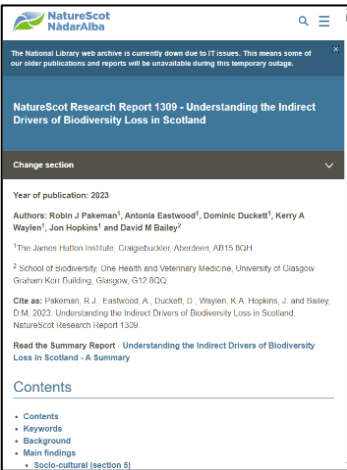 NatureScot
NàdarAlba
The National Library web archive is currently down due to IT issues. This means some of
our older publications and reports will be unavailable during this temporary outage.
NatureScot Research Report 1309 - Understanding the Indirect
Drivers of Biodiversity Loss in Scotland
Change section
Year of publication: 2023
Authors: Robin J Pakeman1, Antonia Eastwood1, Dominic Duckett1, Kerry A
Waylen1, Jon Hopkins1 and David M Bailey2
1The James Hutton Institute, Craigiebuckler, Aberdeen, AB15 8QH
2 School of Biodiversity, One Health and Veterinary Medicine, University of Glasgow
Graham Kerr Building, Glasgow, G12 8QQ
Cite as: Pakeman, R.J., Eastwood, A., Duckett, D., Waylen, K.A. Hopkins, J. and Bailey,
D.M. 2023. Understanding the Indirect Drivers of Biodiversity Loss in Scotland.
NatureScot Research Report 1309.
Read the Summary Report - Understanding the Indirect Drivers of Biodiversity
Loss in Scotland - A Summary
Contents
• Contents
• Keywords
• Background
• Main findings
• Socio-cultural (section 5)